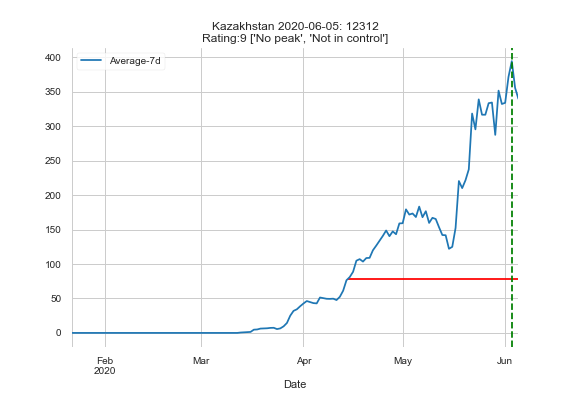 Kazakhstan 2020-06-05: 12312
Rating:9 ['No peak', 'Not in control']
Average-7d
400
350
300
250
200
150
100
50
0
Feb
2020
Mar
Apr
May
Jun
Date